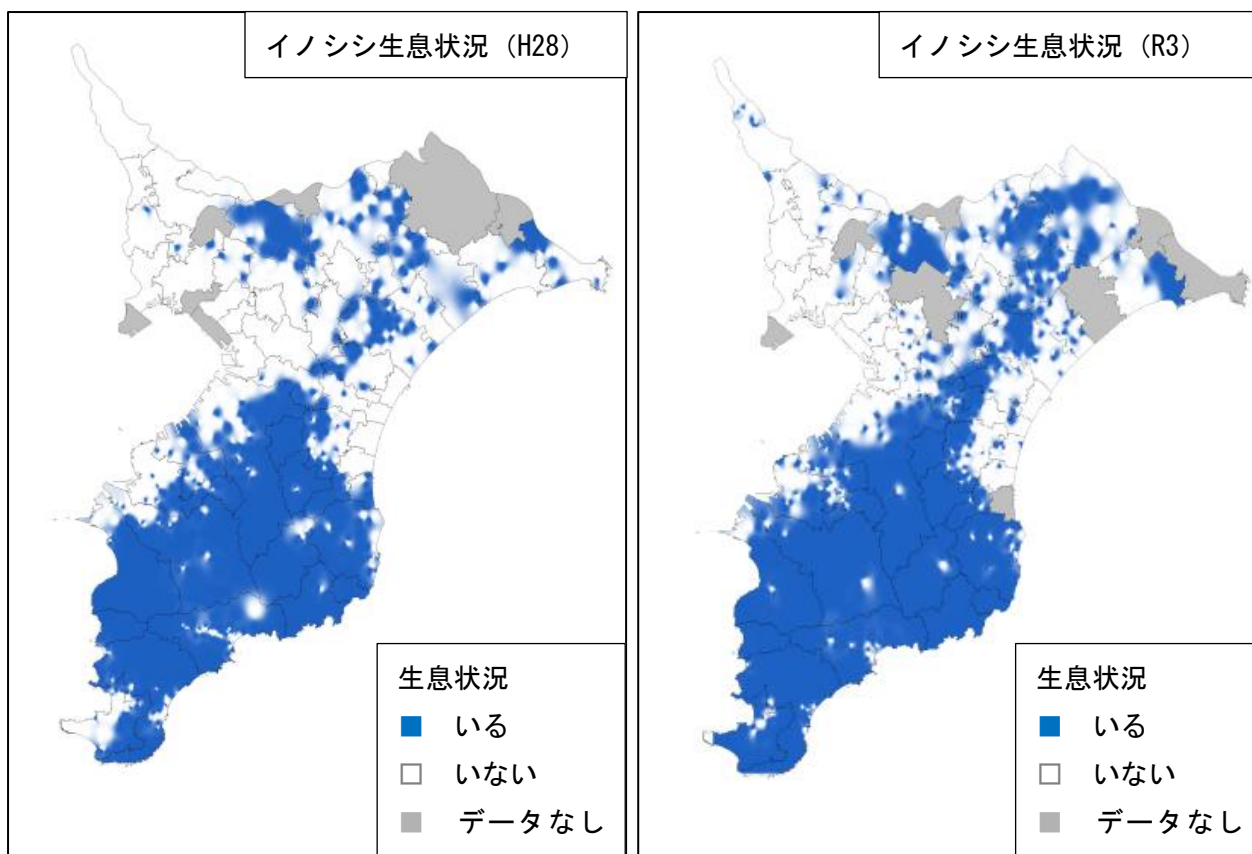 イノシシ生息状況（H28）
生息状況
いる
いない
データなし
イノシシ生息状況（R3）
生息状況
いる
いない
データなし